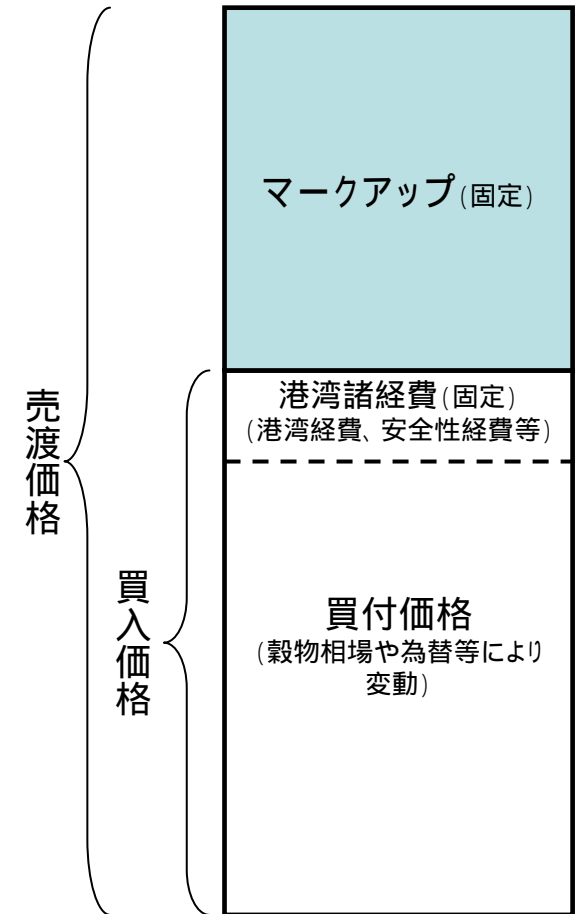 マークアップ(固定)
港湾諸経費(固定)
(港湾経費、安全性経費等)
売渡価格
買入価格
買付価格
(穀物相場や為替等により
変動)